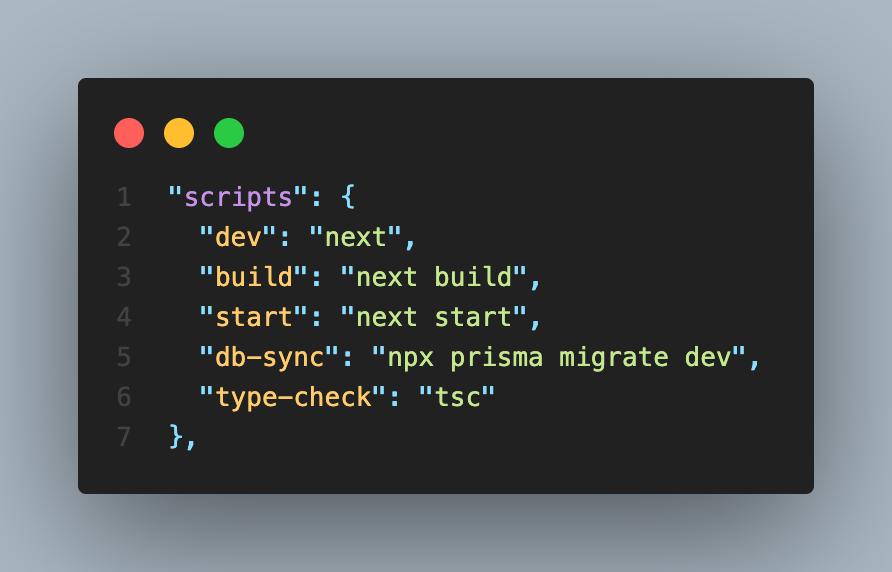 1 "scripts": {
2   "dev": "next",
3   "build": "next build",
4   "start": "next start",
5   "db-sync": "npx prisma migrate dev",
6   "type-check": "tsc"
7 },